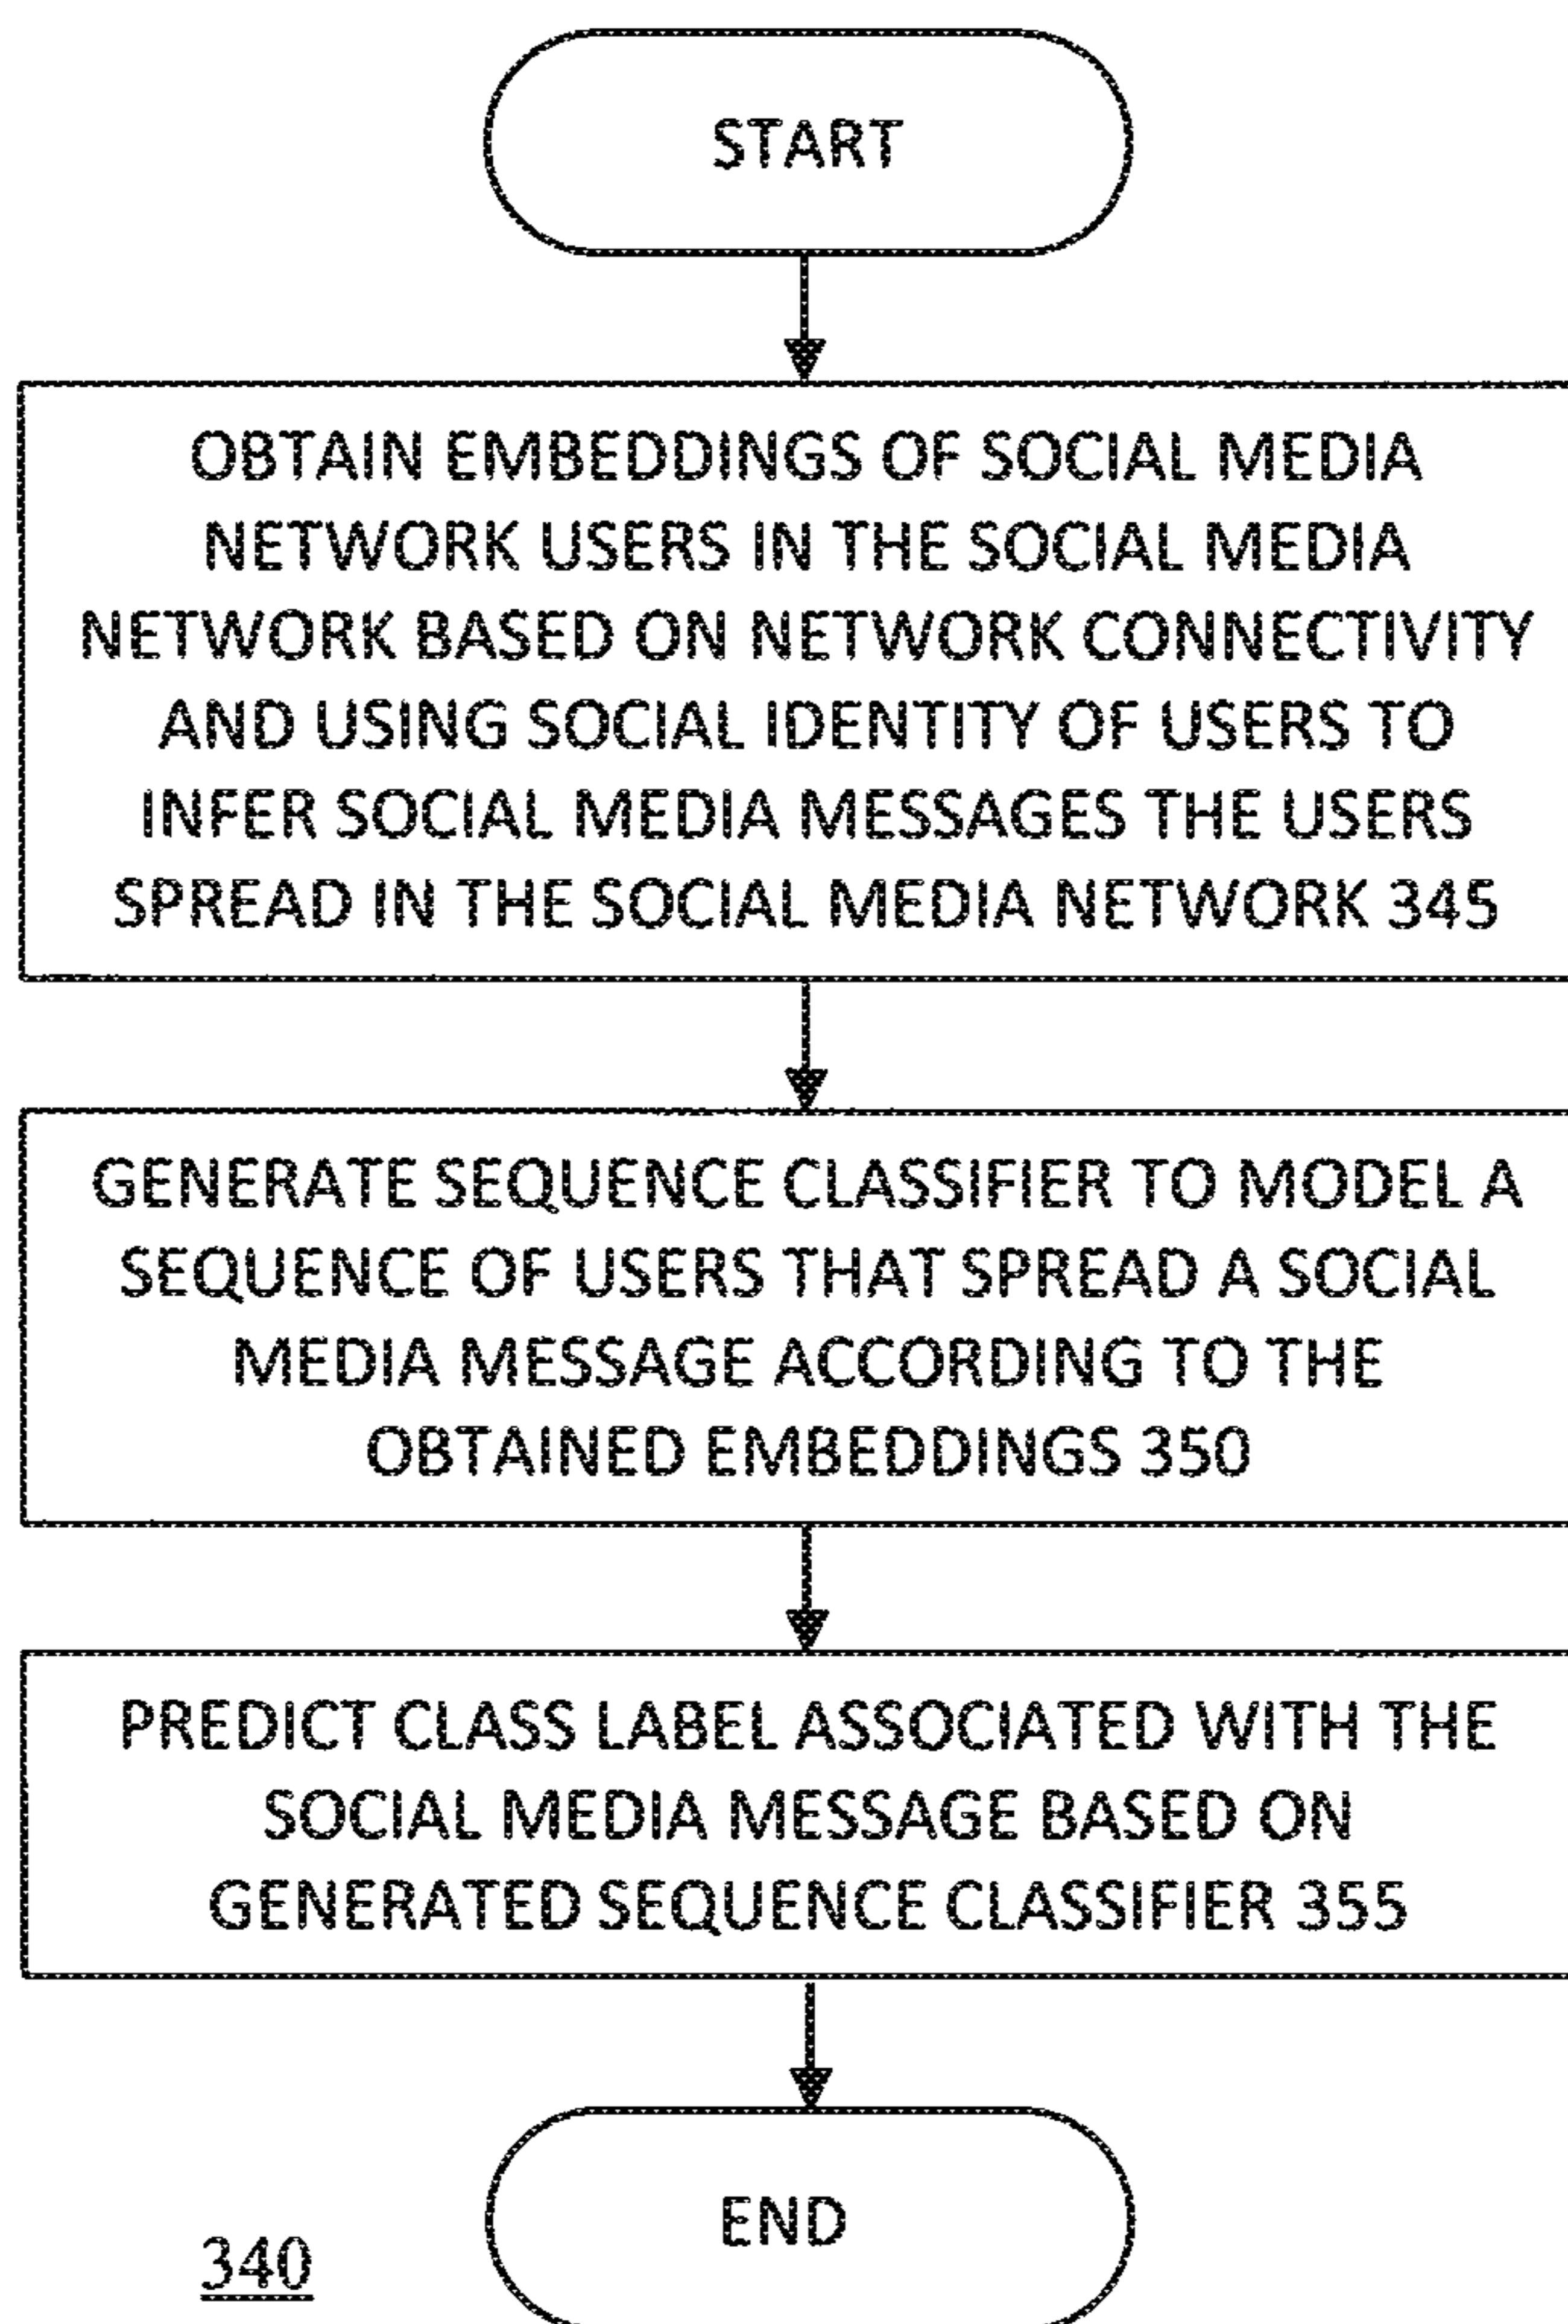 START
OBTAIN EMBEDDINGS OF SOCIAL MEDIA
NETWORK USERS IN THE SOCIAL MEDIA
NETWORK BASED ON NETWORK CONNECTIVITY
AND USING SOCIAL IDENTITY OF USERS TO
INFER SOCIAL MEDIA MESSAGES THE USERS
SPREAD IN THE SOCIAL MEDIA NETWORK 345
GENERATE SEQUENCE CLASSIFIER TO MODEL A
SEQUENCE OF USERS THAT SPREAD A SOCIAL
MEDIA MESSAGE ACCORDING TO THE
OBTAINED EMBEDDINGS 350
PREDICT CLASS LABEL ASSOCIATED WITH THE
SOCIAL MEDIA MESSAGE BASED ON
GENERATED SEQUENCE CLASSIFIER 355
END
340